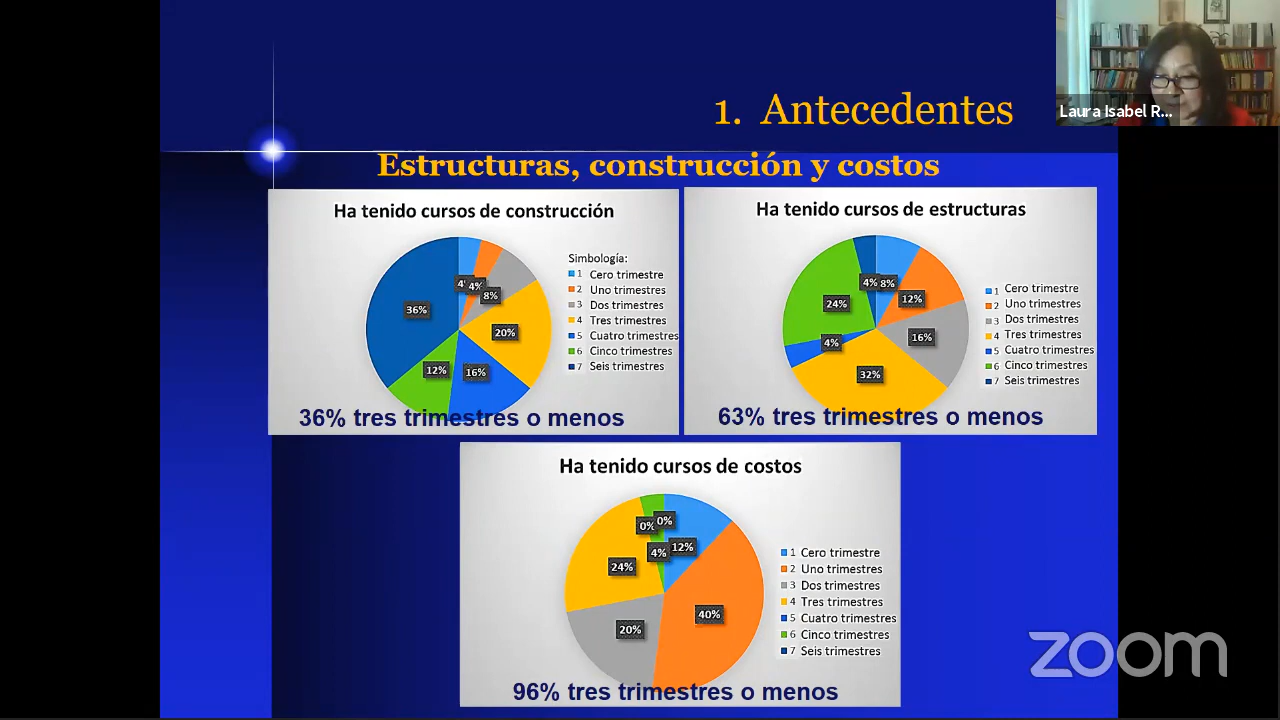 1. Antecedentes
Laura Isabel R...
Estructuras, construcción y costos
Ha tenido cursos de construcción
Simbología:
1 Cero trimestre
2 Uno trimestres
3 Dos trimestres
4 Tres trimestres
5 Cuatro trimestres
6 Cinco trimestres
7 Seis trimestres
4%
4%
8%
20%
16%
12%
36%
36% tres trimestres o menos
Ha tenido cursos de estructuras
1 Cero trimestre
2 Uno trimestres
3 Dos trimestres
4 Tres trimestres
5 Cuatro trimestres
6 Cinco trimestres
7 Seis trimestres
4%
8%
12%
16%
32%
4%
24%
63% tres trimestres o menos
Ha tenido cursos de costos
1 Cero trimestre
2 Uno trimestres
3 Dos trimestres
4 Tres trimestres
5 Cuatro trimestres
6 Cinco trimestres
7 Seis trimestres
0%
0%
4%
12%
40%
20%
24%
96% tres trimestres o menos
zoom